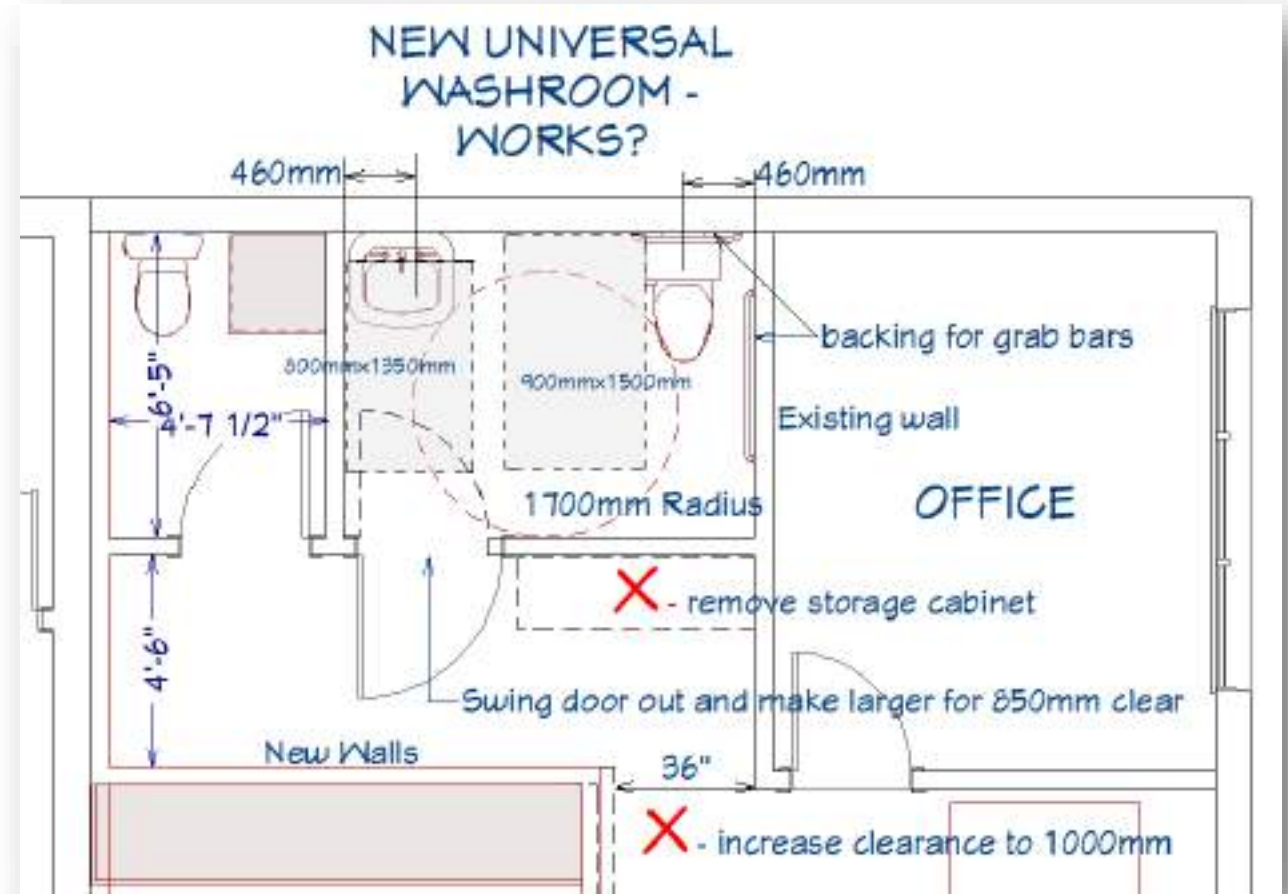 NEW UNIVERSAL
WASHROOM -
WORKS?
460mm
460mm
6'-5"
4'-7 1/2"
800mmx1350mm
900mmx1500mm
backing for grab bars
Existing wall
1700mm Radius
OFFICE
X - remove storage cabinet
4'-6"
Swing door out and make larger for 850mm clear
New Walls
36"
X - increase clearance to 1000mm